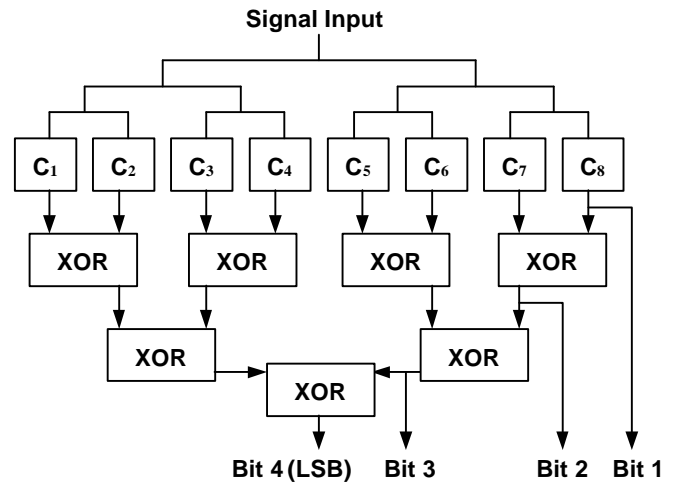 Signal Input
C₁ C₂ C₃ C₄ C₅ C₆ C₇ C₈
XOR XOR XOR XOR
XOR XOR
XOR
Bit 4 (LSB) Bit 3 Bit 2 Bit 1